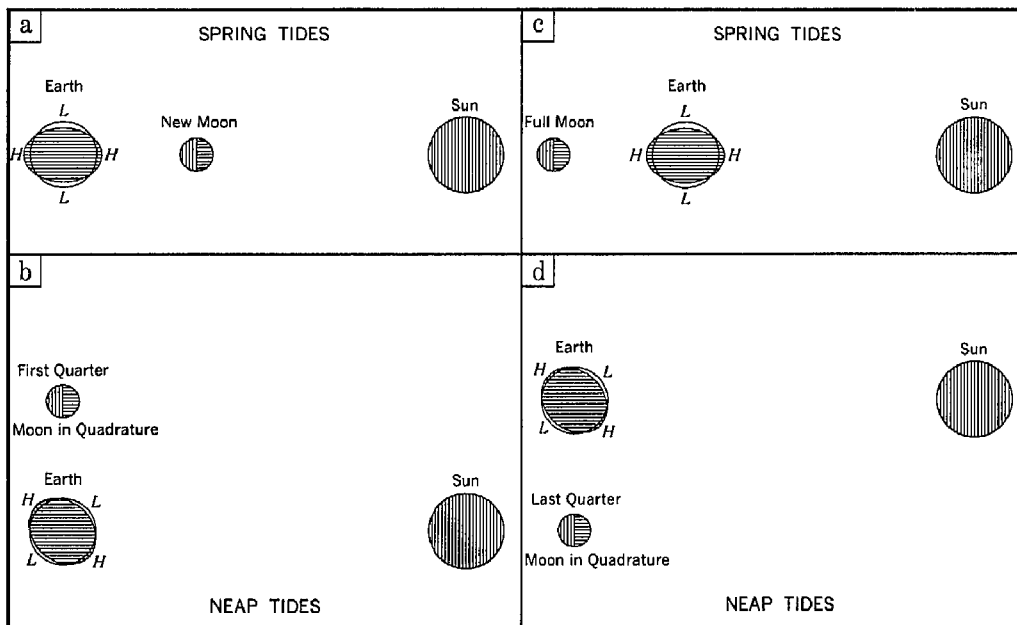 a
SPRING TIDES
Earth
L
New Moon
Sun
H
H
L
c
SPRING TIDES
Earth
L
Sun
Full Moon
H
H
L
b
First Quarter
Moon in Quadrature
Earth
H
L
Sun
L
H
NEAP TIDES
d
Earth
H
L
Sun
L
H
Last Quarter
Moon in Quadrature
NEAP TIDES